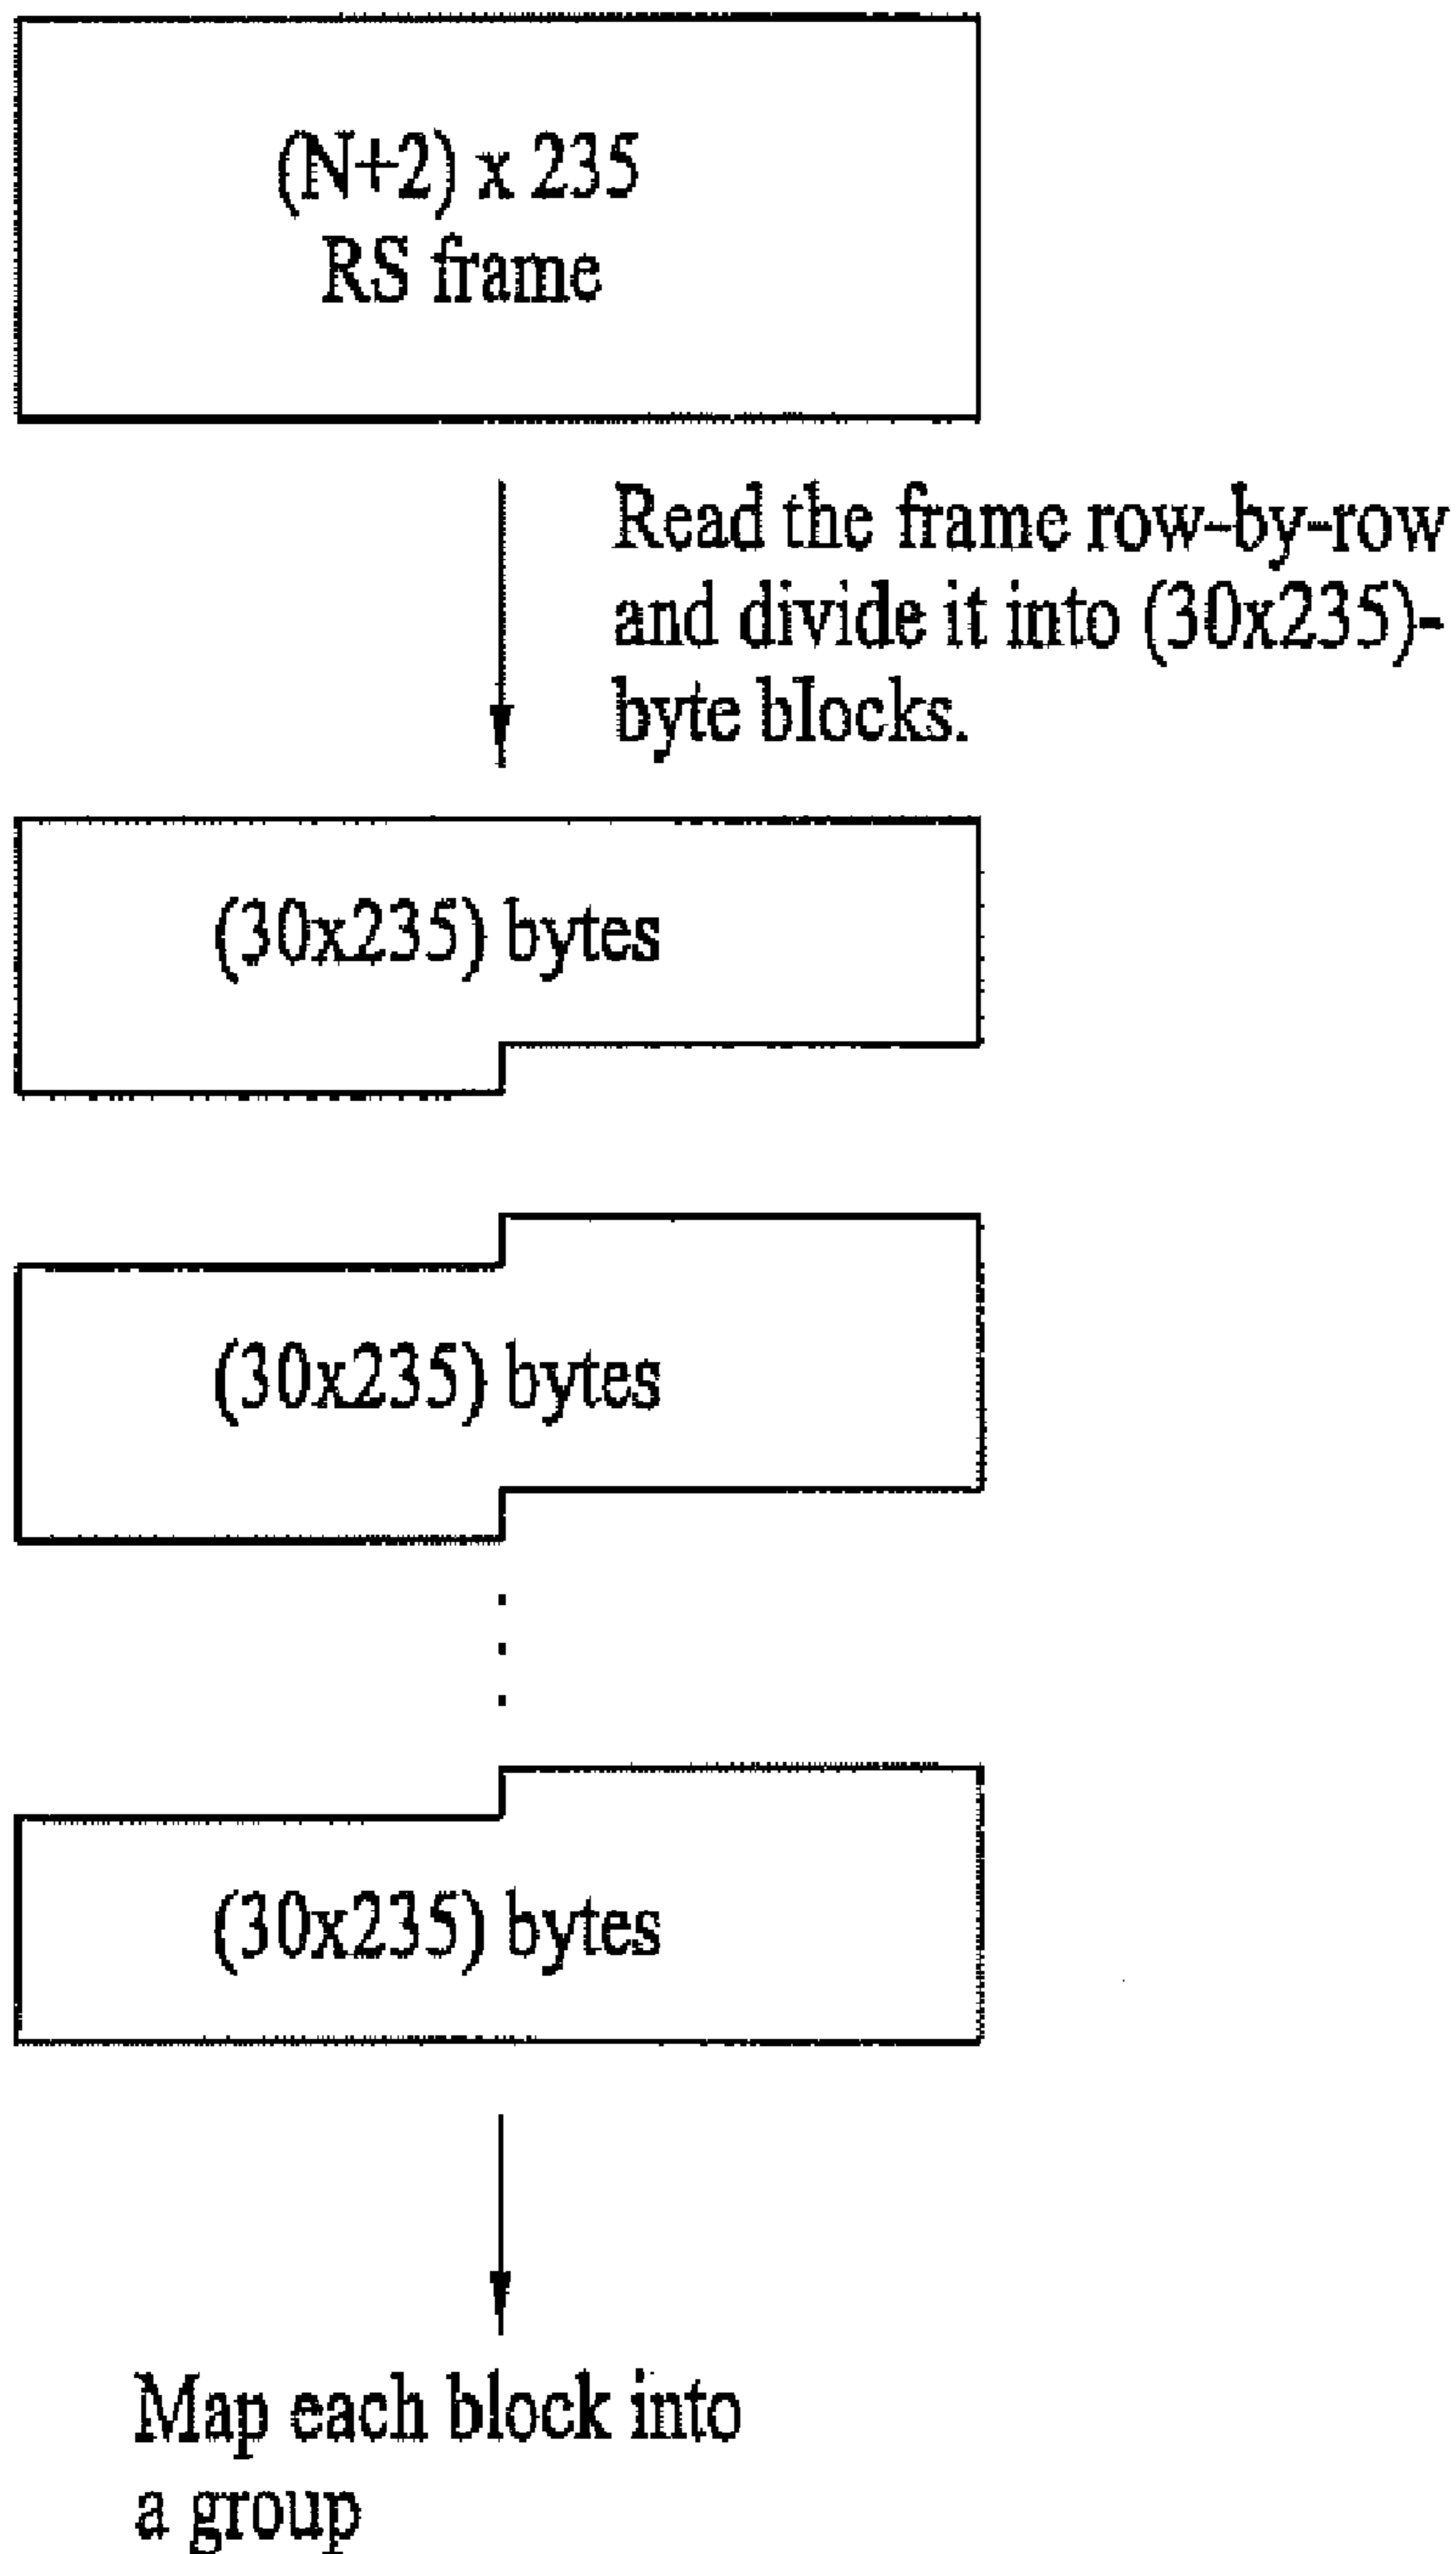 (N+2) x 235
RS frame
Read the frame row-by-row
and divide it into (30x235)-
byte blocks.
(30x235) bytes
(30x235) bytes
(30x235) bytes
Map each block into
a group